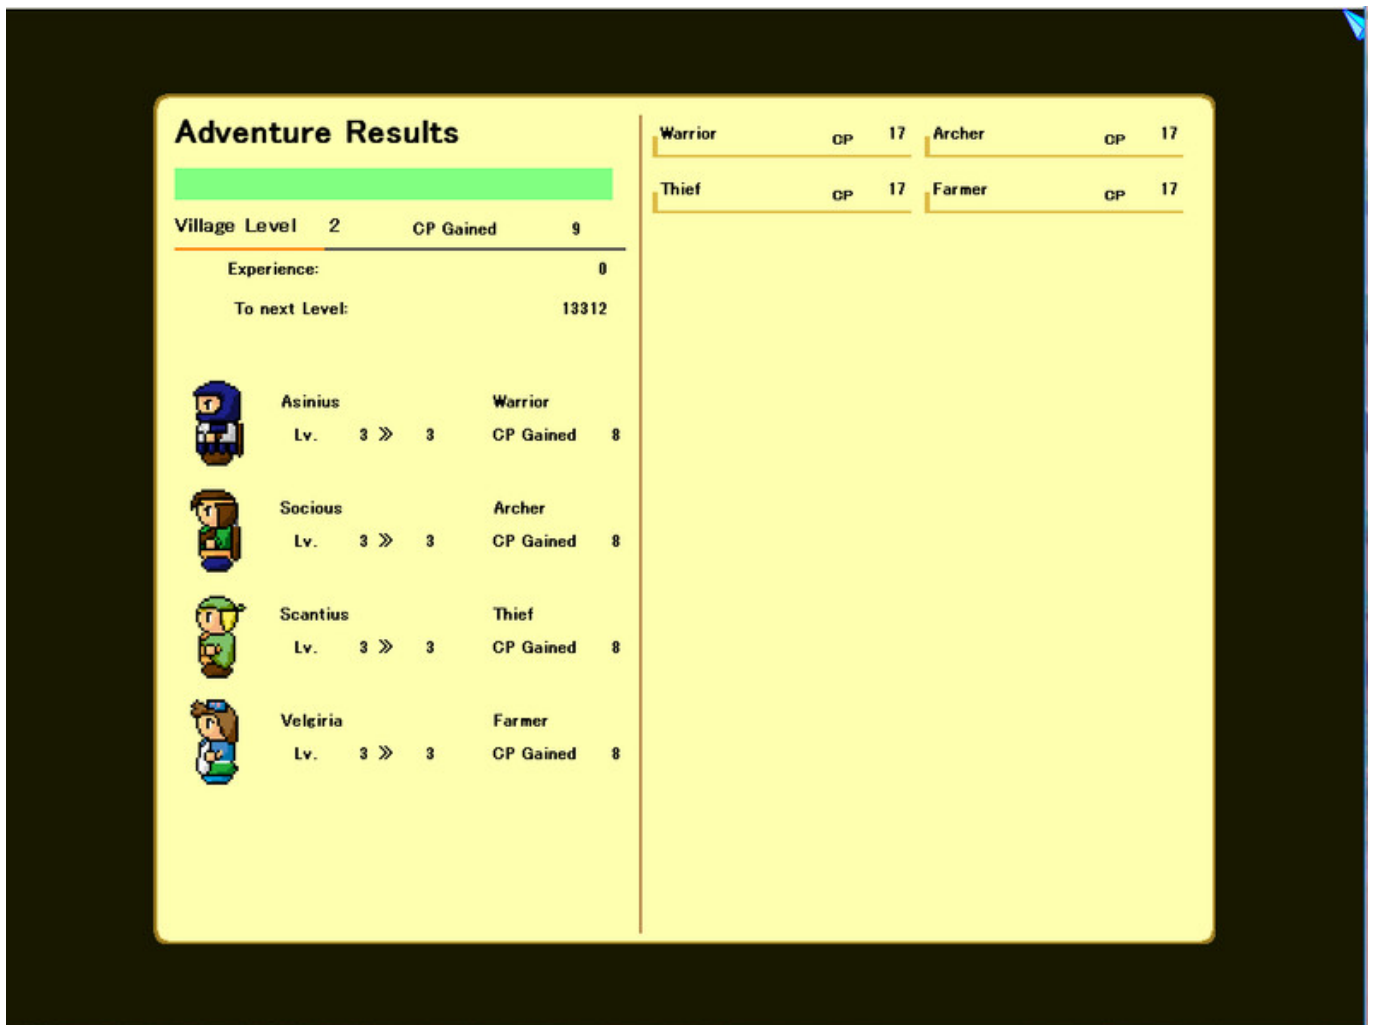 Adventure Results
Village Level 2 CP Gained 9
Experience: 0
To next Level: 13312
Asinius Warrior
Lv. 3 » 3 CP Gained 8
Socious Archer
Lv. 3 » 3 CP Gained 8
Scantius Thief
Lv. 3 » 3 CP Gained 8
Velgiria Farmer
Lv. 3 » 3 CP Gained 8
Warrior CP 17 Archer CP 17
Thief CP 17 Farmer CP 17